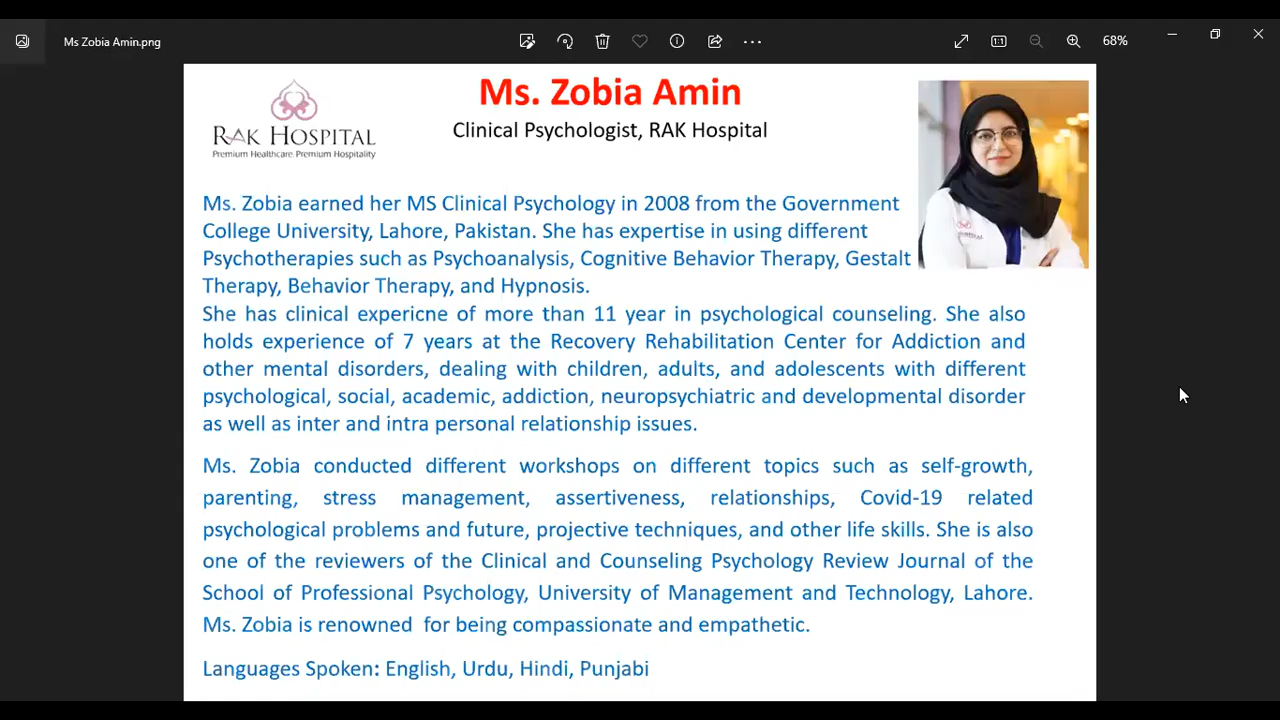 Ms Zobia Amin.png
68%
RAK HOSPITAL
Premium Healthcare. Premium Hospitality
Ms. Zobia Amin
Clinical Psychologist, RAK Hospital
Ms. Zobia earned her MS Clinical Psychology in 2008 from the Government
College University, Lahore, Pakistan. She has expertise in using different
Psychotherapies such as Psychoanalysis, Cognitive Behavior Therapy, Gestalt
Therapy, Behavior Therapy, and Hypnosis.
She has clinical expericne of more than 11 year in psychological counseling. She also
holds experience of 7 years at the Recovery Rehabilitation Center for Addiction and
other mental disorders, dealing with children, adults, and adolescents with different
psychological, social, academic, addiction, neuropsychiatric and developmental disorder
as well as inter and intra personal relationship issues.
Ms. Zobia conducted different workshops on different topics such as self-growth,
parenting, stress management, assertiveness, relationships, Covid-19 related
psychological problems and future, projective techniques, and other life skills. She is also
one of the reviewers of the Clinical and Counseling Psychology Review Journal of the
School of Professional Psychology, University of Management and Technology, Lahore.
Ms. Zobia is renowned for being compassionate and empathetic.
Languages Spoken: English, Urdu, Hindi, Punjabi